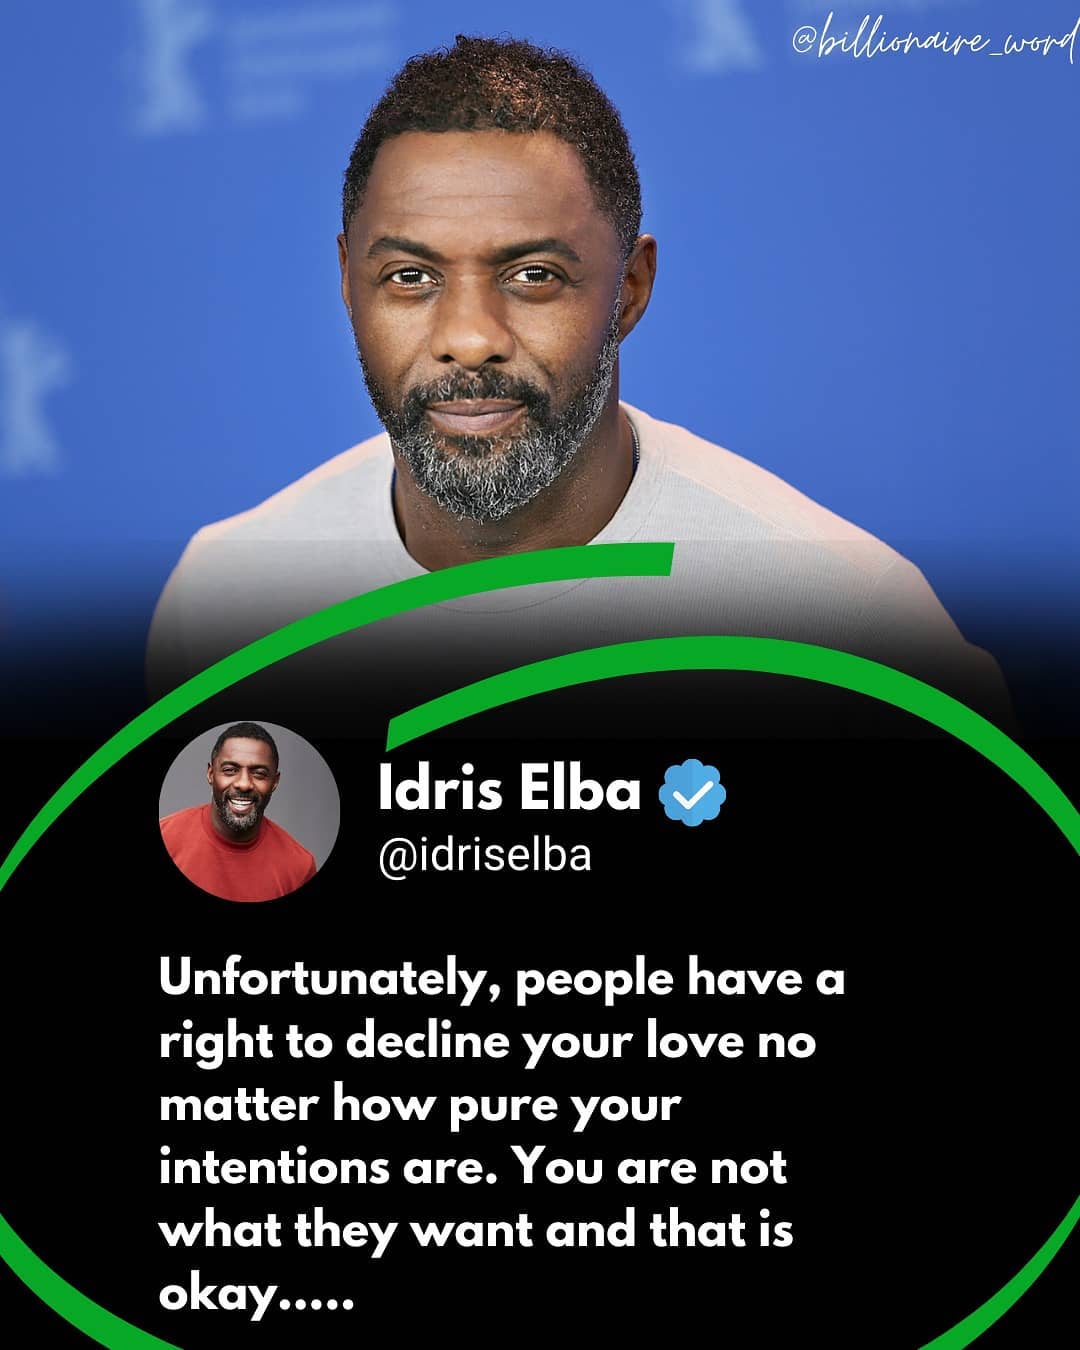 @billionaire_word
Idris Elba
@idriselba
Unfortunately, people have a
right to decline your love no
matter how pure your
intentions are. You are not
what they want and that is
okay.....